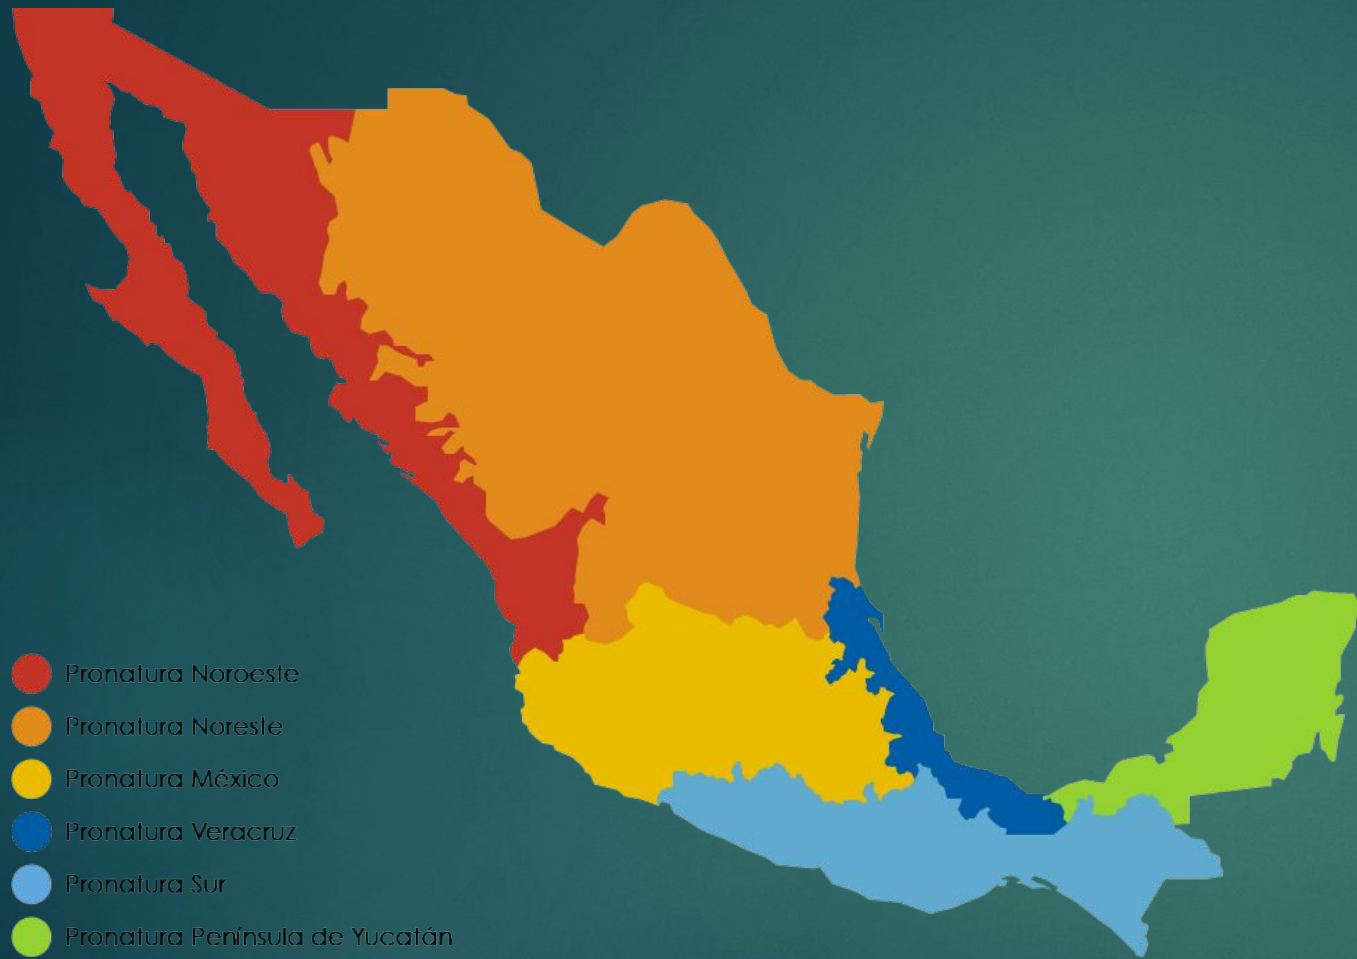 Pronatura Noroeste
Pronatura Noreste
Pronatura México
Pronatura Veracruz
Pronatura Sur
Pronatura Península de Yucatán